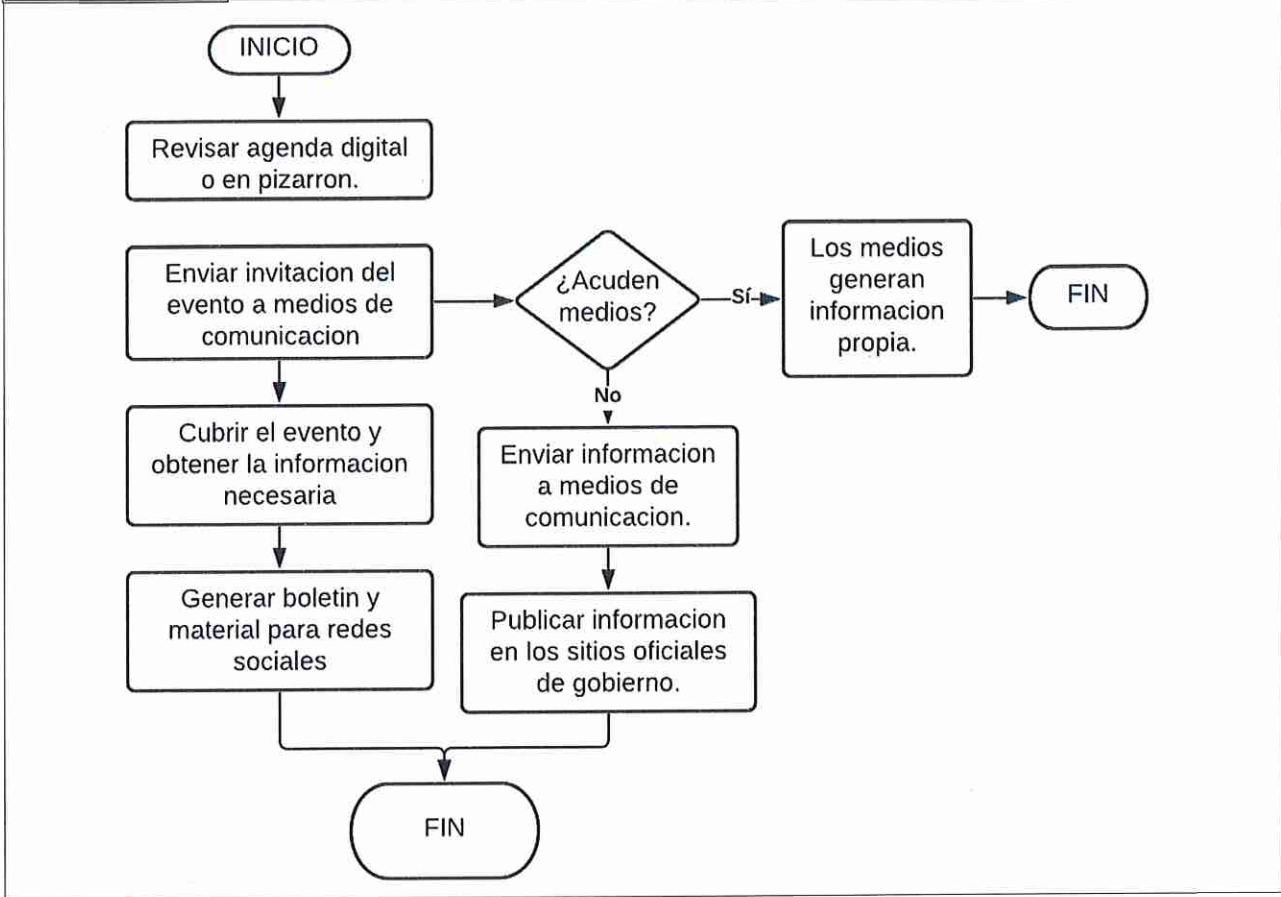 INICIO
Revisar agenda digital
o en pizarron.
Enviar invitacion del
evento a medios de
comunicacion
¿Acuden
medios?
Sí
Los medios
generan
informacion
propia.
FIN
No
Cubrir el evento y
obtener la informacion
necesaria
Enviar informacion
a medios de
comunicacion.
Generar boletin y
material para redes
sociales
Publicar informacion
en los sitios oficiales
de gobierno.
FIN